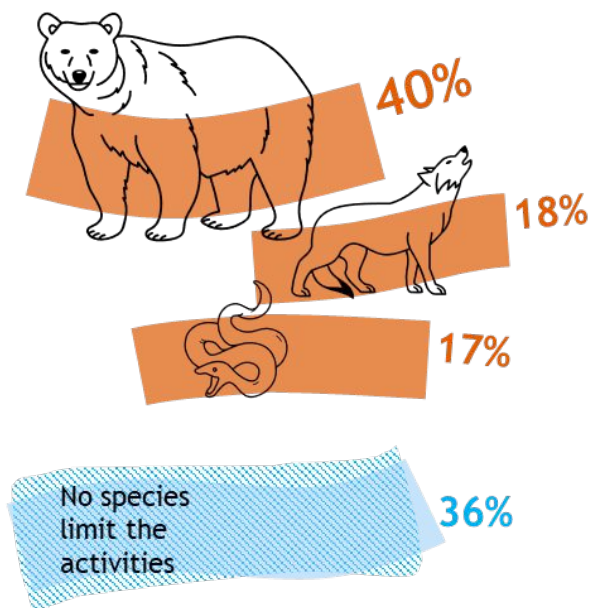 40%
18%
17%
No species
limit the
activities
36%